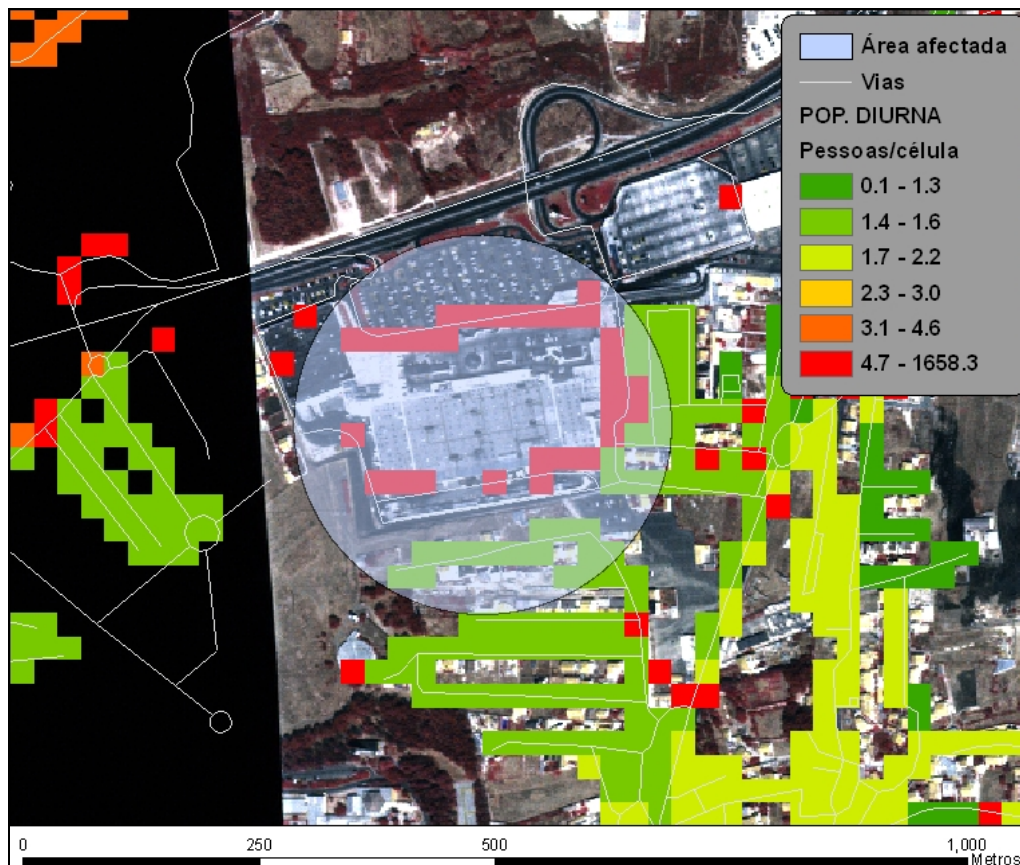 Área afectada
Vias
POP. DIURNA
Pessoas/célula
0.1 - 1.3
1.4 - 1.6
1.7 - 2.2
2.3 - 3.0
3.1 - 4.6
4.7 - 1658.3
0 250 500 1,000
Metros